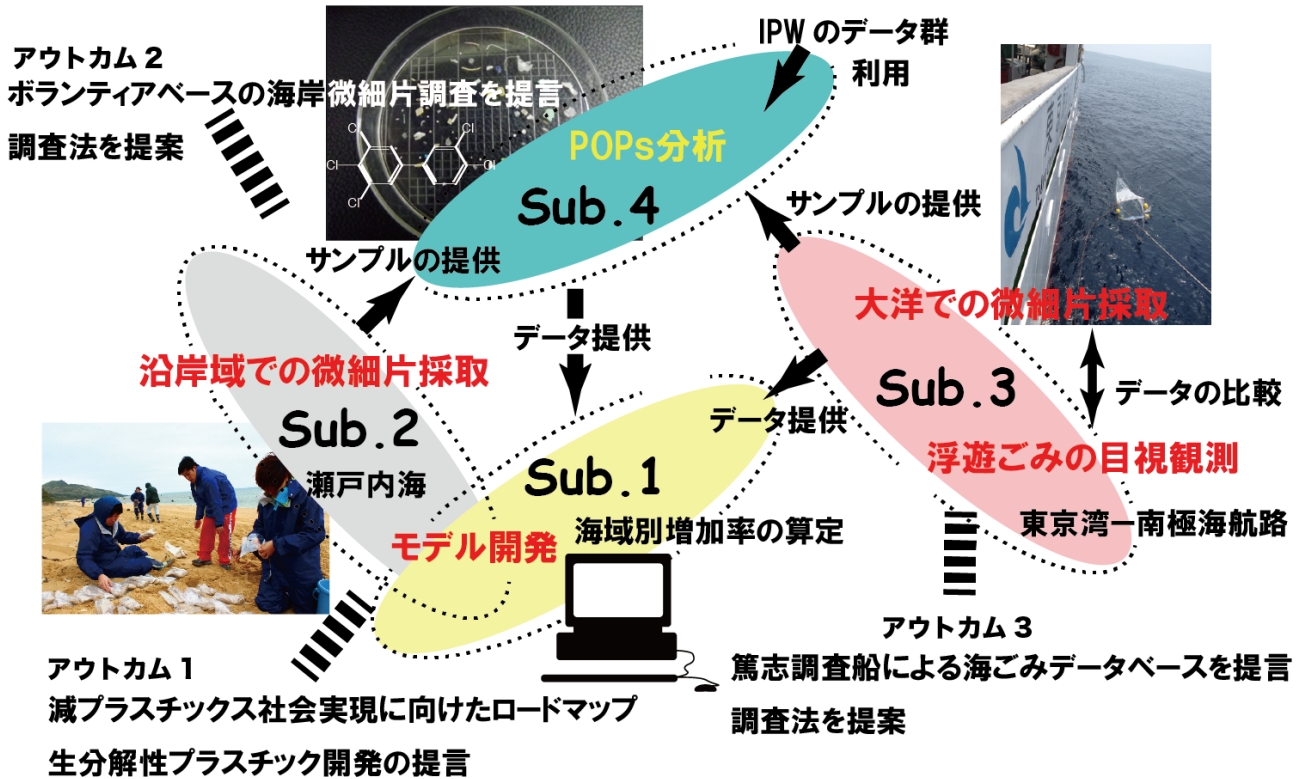 アウトカム 2
ボランティアベースの海岸微細片調査を提言
調査法を提案
IPW のデータ群
利用
Cl
Cl
Cl
Cl
Cl
POPs分析
Sub.4
サンプルの提供
サンプルの提供
データ提供
大洋での微細片採取
Sub.3
データの比較
浮遊ごみの目視観測
東京湾ー南極海航路
沿岸域での微細片採取
Sub.2
瀬戸内海
データ提供
Sub.1
海域別増加率の算定
モデル開発
アウトカム 1
減プラスチックス社会実現に向けたロードマップ
生分解性プラスチック開発の提言
アウトカム 3
篤志調査船による海ごみデータベースを提言
調査法を提案